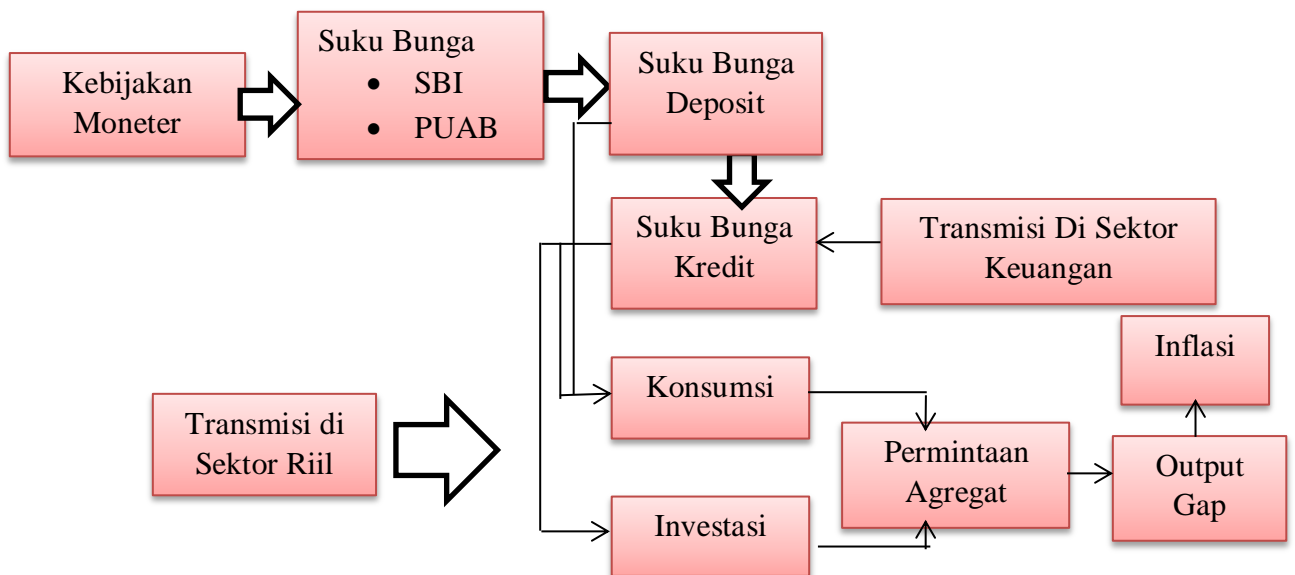 Kebijakan
Moneter
Suku Bunga
• SBI
• PUAB
Suku Bunga
Deposit
Suku Bunga
Kredit
Transmisi Di Sektor
Keuangan
Inflasi
Transmisi di
Sektor Riil
Konsumsi
Permintaan
Agregat
Output
Gap
Investasi